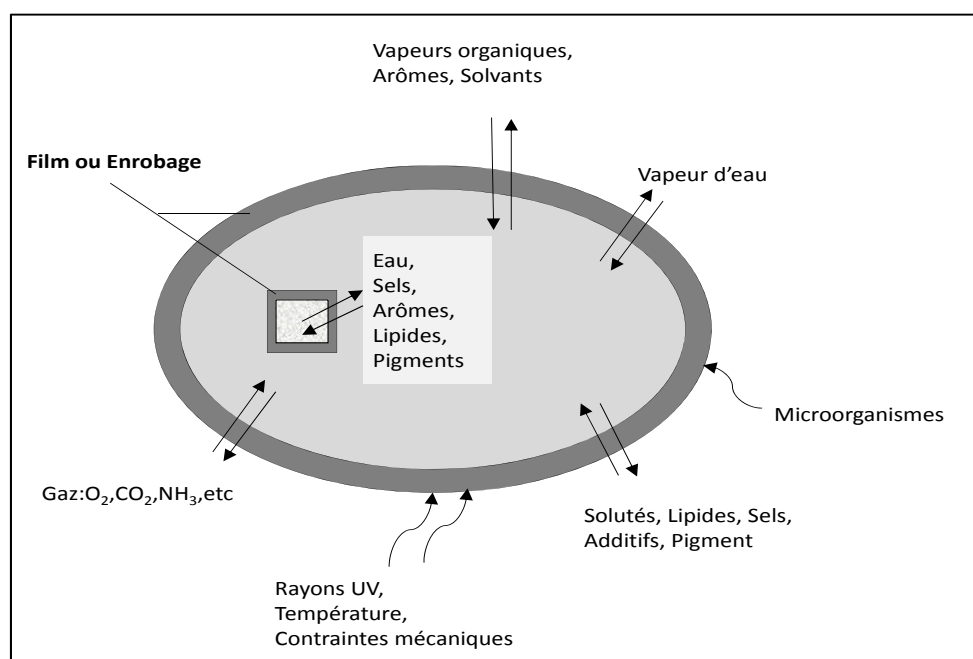 Vapeurs organiques,
Arômes, Solvants
Film ou Enrobage
Vapeur d’eau
Eau,
Sels,
Arômes,
Lipides,
Pigments
Microorganismes
Gaz:O₂,CO₂,NH₃,etc
Solutés, Lipides, Sels,
Additifs, Pigment
Rayons UV,
Température,
Contraintes mécaniques